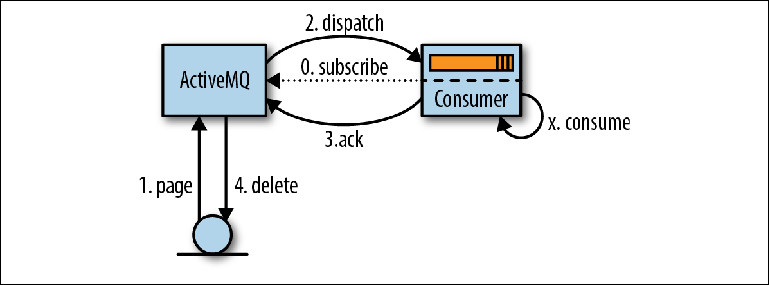 2. dispatch
0. subscribe
ActiveMQ
Consumer
x. consume
3.ack
1. page
4. delete